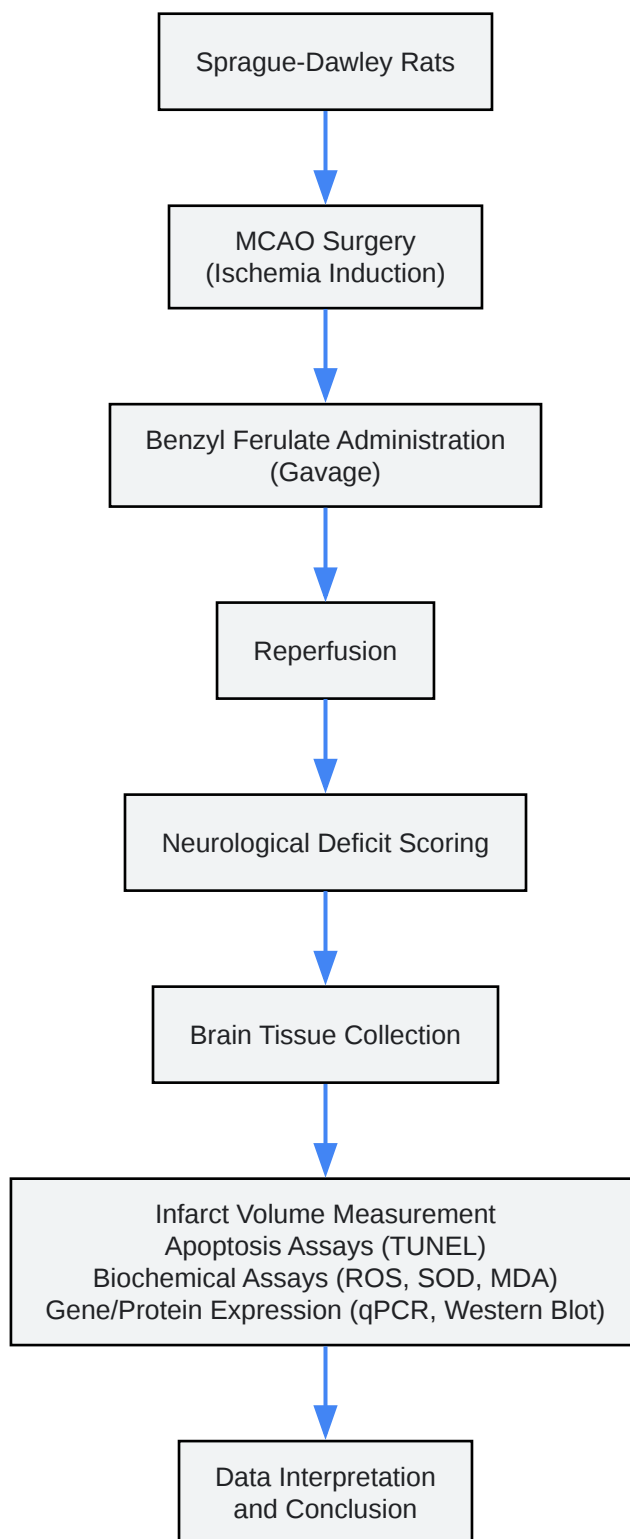 Sprague-Dawley Rats
MCAO Surgery
(Ischemia Induction)
Benzyl Ferulate Administration
(Gavage)
Reperfusion
Neurological Deficit Scoring
Brain Tissue Collection
Infarct Volume Measurement
Apoptosis Assays (TUNEL)
Biochemical Assays (ROS, SOD, MDA)
Gene/Protein Expression (qPCR, Western Blot)
Data Interpretation
and Conclusion